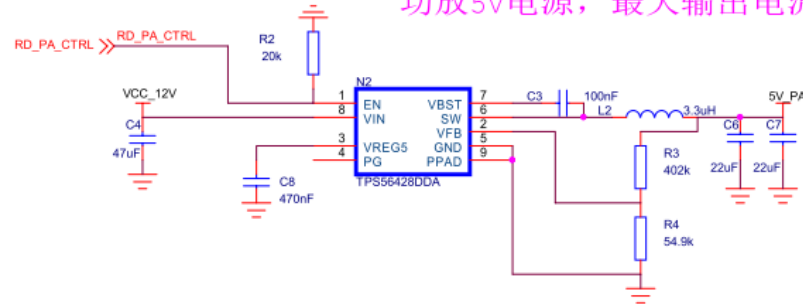 功放5V电源，最大输出电流
RD_PA_CTRL
RD_PA_CTRL
R2
20k
N2
VCC_12V
C4
47uF
1 EN VBST 7
8 VIN SW 6
VFB 2
3 VREG5 GND 5
4 PG PPAD 9
TPS56428DDA
C8
470nF
C3 100nF
L2 3.3uH
5V_PA
C6 C7
22uF 22uF
R3
402k
R4
54.9k